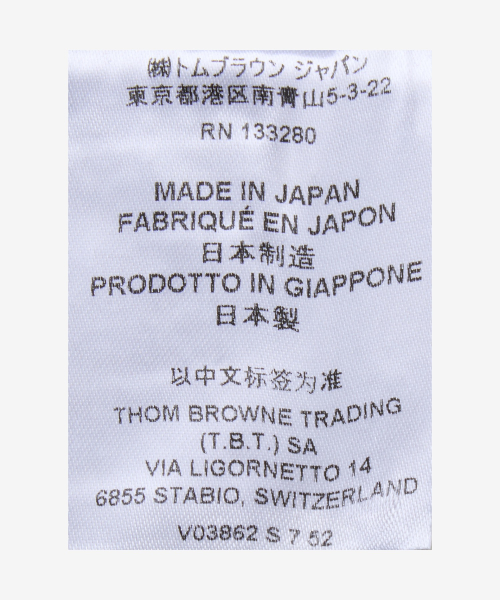 ㈱トムブラウン ジャパン
東京都港区南青山5-3-22
RN 133280
MADE IN JAPAN
FABRIQUÉ EN JAPON
日本制造
PRODOTTO IN GIAPPONE
日本製
以中文标签为准
THOM BROWNE TRADING
(T.B.T.) SA
VIA LIGORNETTO 14
6855 STABIO, SWITZERLAND
V03862 S 7 52